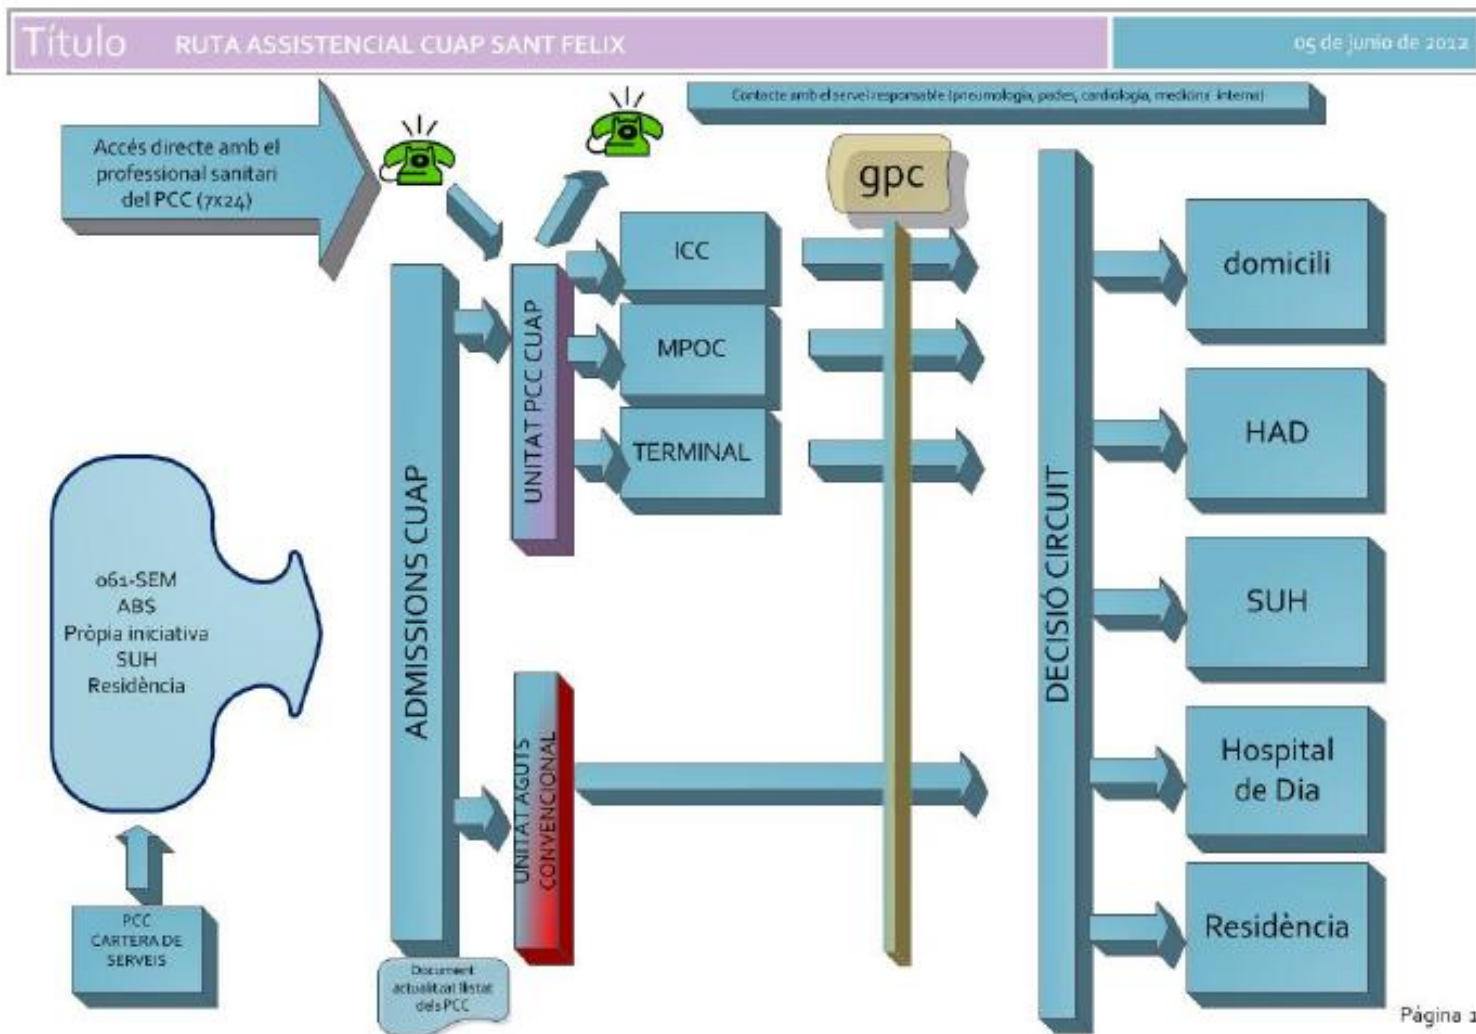 Título
RUTA ASSISTENCIAL CUAP SANT FELIX
05 de junio de 2012
Contacte amb el servei responsable (pneumologia, pades, cardiologia, medicina interna)
Accés directe amb el
professional sanitari
del PCC (7x24)
gpc
ICC
MPOC
TERMINAL
UNITAT PCC CUAP
ADMISSIONS CUAP
UNITAT AGUTS
CONVENCIONAL
061-SEM
ABS
Pròpia iniciativa
SUH
Residència
PCC
CARTERA DE
SERVEIS
Document
actualitzat llistat
dels PCC
DECISIÓ CIRCUIT
domicili
HAD
SUH
Hospital
de Dia
Residència
Página 1